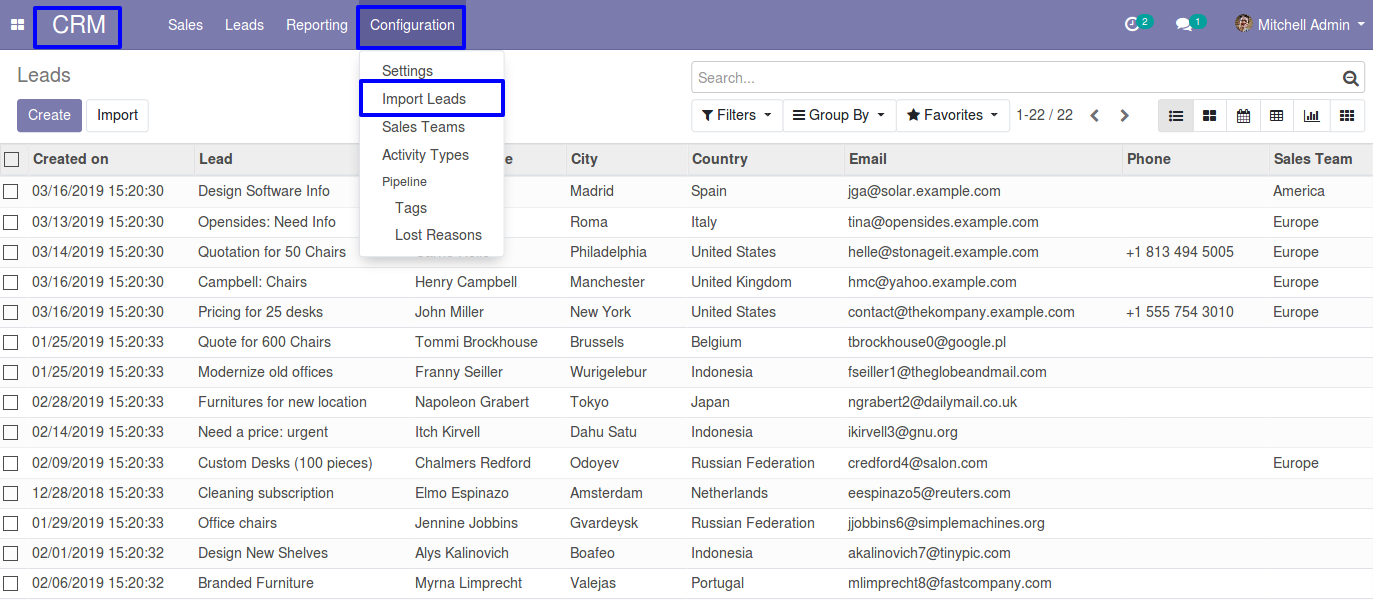 CRM Sales Leads Reporting Configuration 2 1 Mitchell Admin
Leads Search...
Create Import Filters Group By Favorites 1-22 / 22
Settings
Import Leads
Sales Teams
Activity Types
Pipeline
Tags
Lost Reasons
Created on Lead e City Country Email Phone Sales Team
03/16/2019 15:20:30 Design Software Info Madrid Spain jga@solar.example.com America
03/13/2019 15:20:30 Opensides: Need Info Roma Italy tina@opensides.example.com Europe
03/14/2019 15:20:30 Quotation for 50 Chairs Philadelphia United States helle@stonageit.example.com +1 813 494 5005 Europe
03/16/2019 15:20:30 Campbell: Chairs Henry Campbell Manchester United Kingdom hmc@yahoo.example.com Europe
03/16/2019 15:20:30 Pricing for 25 desks John Miller New York United States contact@thekompany.example.com +1 555 754 3010 Europe
01/25/2019 15:20:33 Quote for 600 Chairs Tommi Brockhouse Brussels Belgium tbrockhouse0@google.pl
01/25/2019 15:20:33 Modernize old offices Franny Seiller Wurigelebur Indonesia fseiller1@theglobeandmail.com
02/28/2019 15:20:33 Furnitures for new location Napoleon Grabert Tokyo Japan ngrabert2@dailymail.co.uk
02/14/2019 15:20:33 Need a price: urgent Itch Kirvell Dahu Satu Indonesia ikirvell3@gnu.org
02/09/2019 15:20:33 Custom Desks (100 pieces) Chalmers Redford Odoyev Russian Federation credford4@salon.com Europe
12/28/2018 15:20:33 Cleaning subscription Elmo Espinazo Amsterdam Netherlands eespinazo5@reuters.com
01/29/2019 15:20:33 Office chairs Jennine Jobbins Gvardeysk Russian Federation jjobbins6@simplemachines.org
02/01/2019 15:20:32 Design New Shelves Alys Kalinovich Boafeo Indonesia akalinovich7@tinypic.com
02/06/2019 15:20:32 Branded Furniture Myrna Limprecht Valejas Portugal mlimprecht8@fastcompany.com